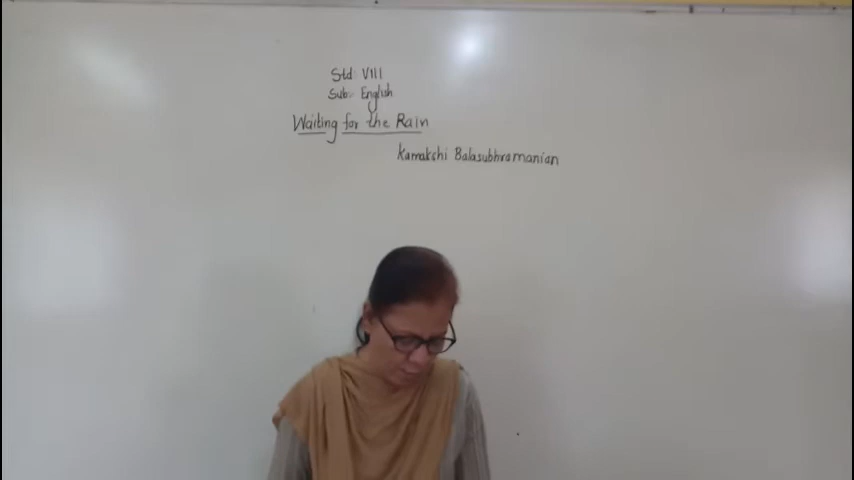 Std: VIII
Sub:- English
Waiting for the Rain
Kamakshi Balasubhramanian